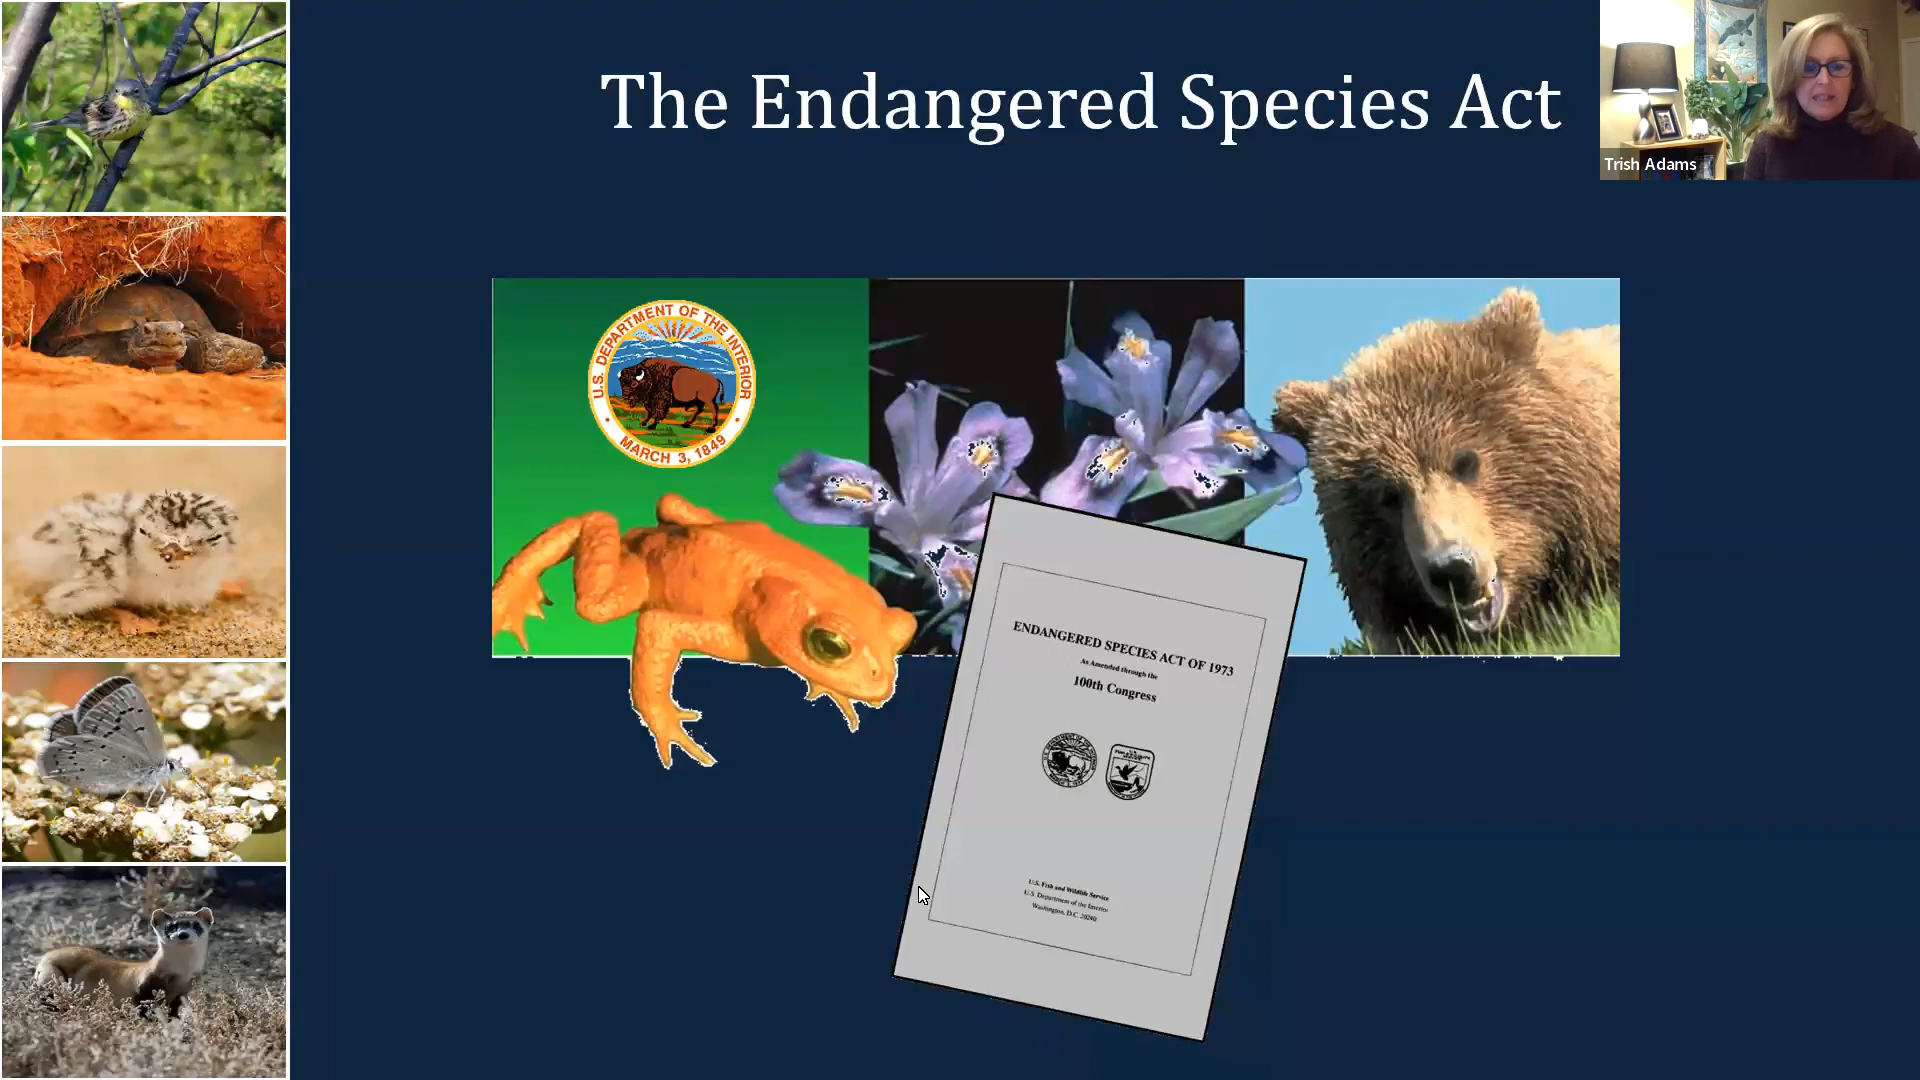 The Endangered Species Act
Trish Adams
U.S. DEPARTMENT OF THE INTERIOR
MARCH 3, 1849
ENDANGERED SPECIES ACT OF 1973
As Amended through the
100th Congress
U.S. Fish and Wildlife Service
U.S. Department of the Interior
Washington, D.C. 20240